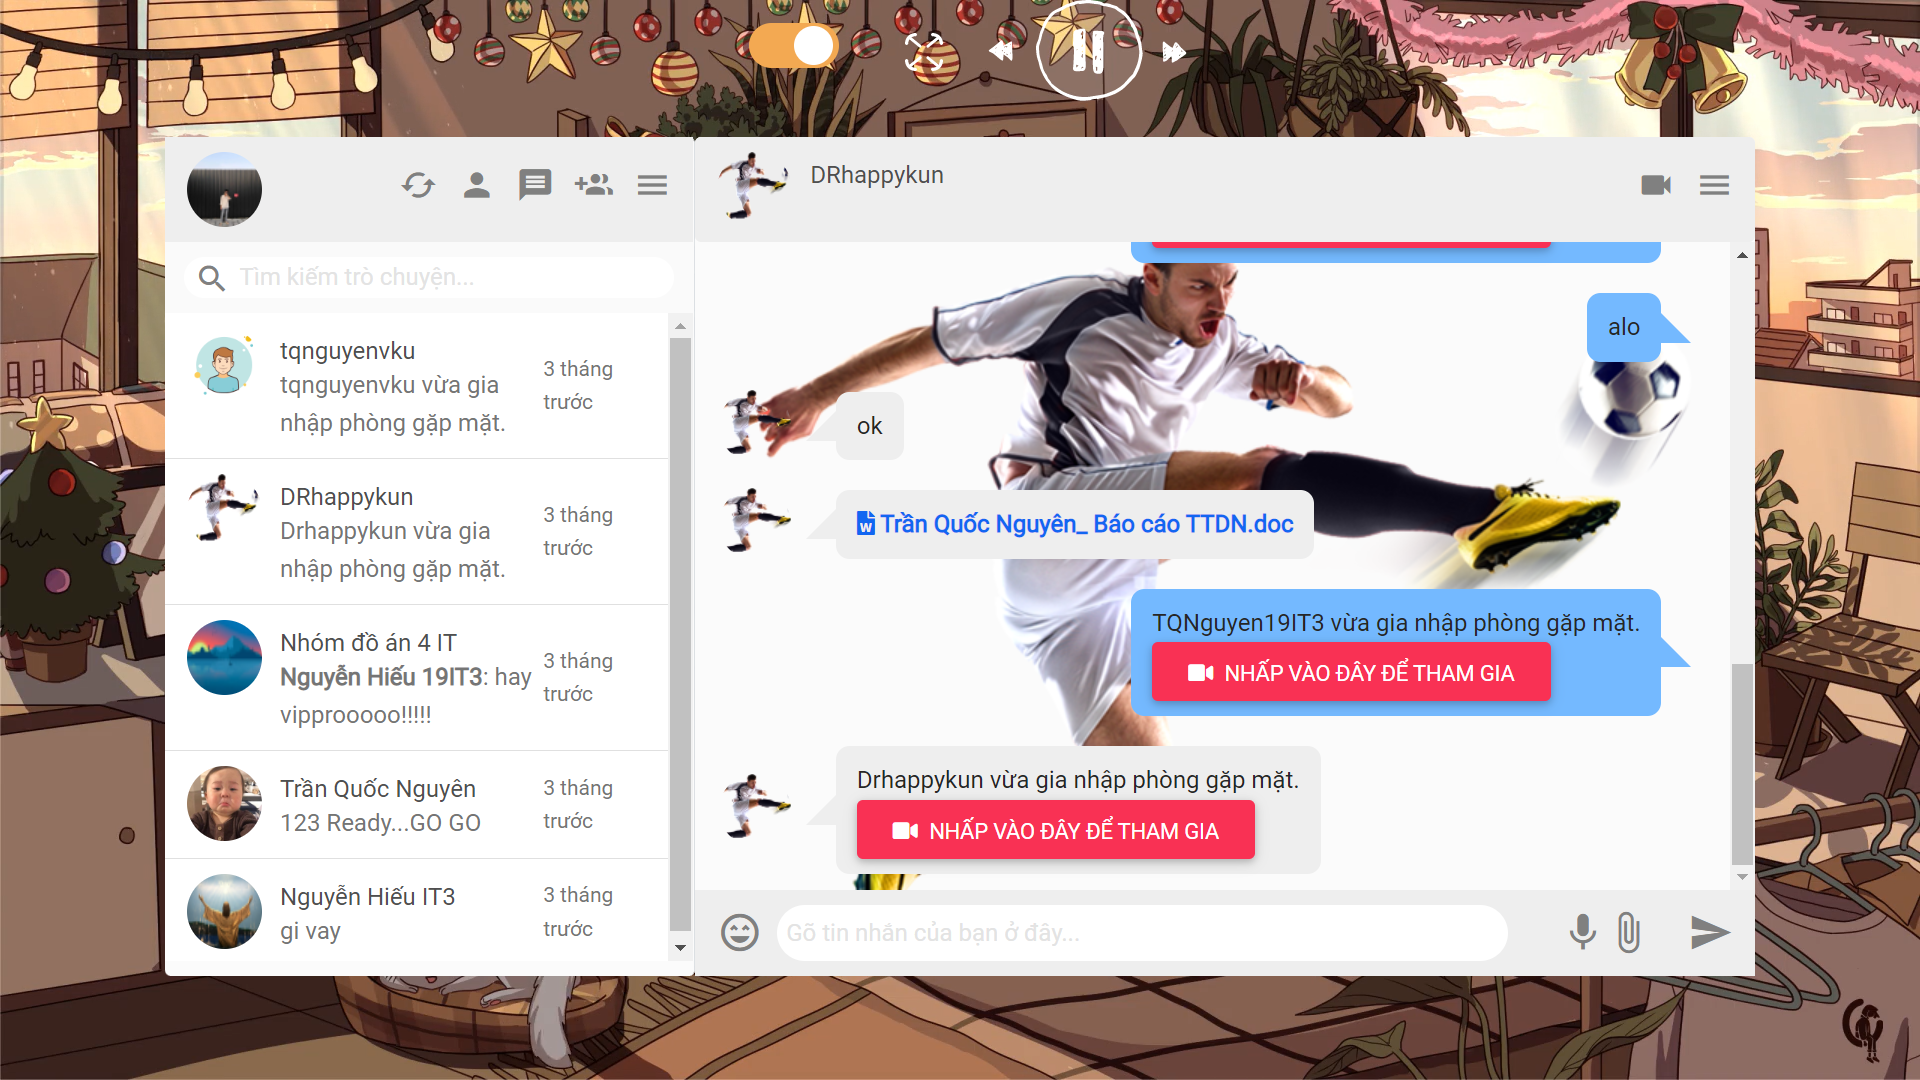 Tìm kiếm trò chuyện...
tqnguyenvku
tqnguyenvku vừa gia
nhập phòng gặp mặt.
3 tháng
trước
DRhappykun
Drhappykun vừa gia
nhập phòng gặp mặt.
3 tháng
trước
Nhóm đồ án 4 IT
Nguyễn Hiếu 19IT3: hay
vipprooooo!!!!!
3 tháng
trước
Trần Quốc Nguyên
123 Ready...GO GO
3 tháng
trước
Nguyễn Hiếu IT3
gi vay
3 tháng
trước
DRhappykun
alo
ok
Trần Quốc Nguyên_ Báo cáo TTDN.doc
TQNguyen19IT3 vừa gia nhập phòng gặp mặt.
NHẤP VÀO ĐÂY ĐỂ THAM GIA
Drhappykun vừa gia nhập phòng gặp mặt.
NHẤP VÀO ĐÂY ĐỂ THAM GIA
Gõ tin nhắn của bạn ở đây...